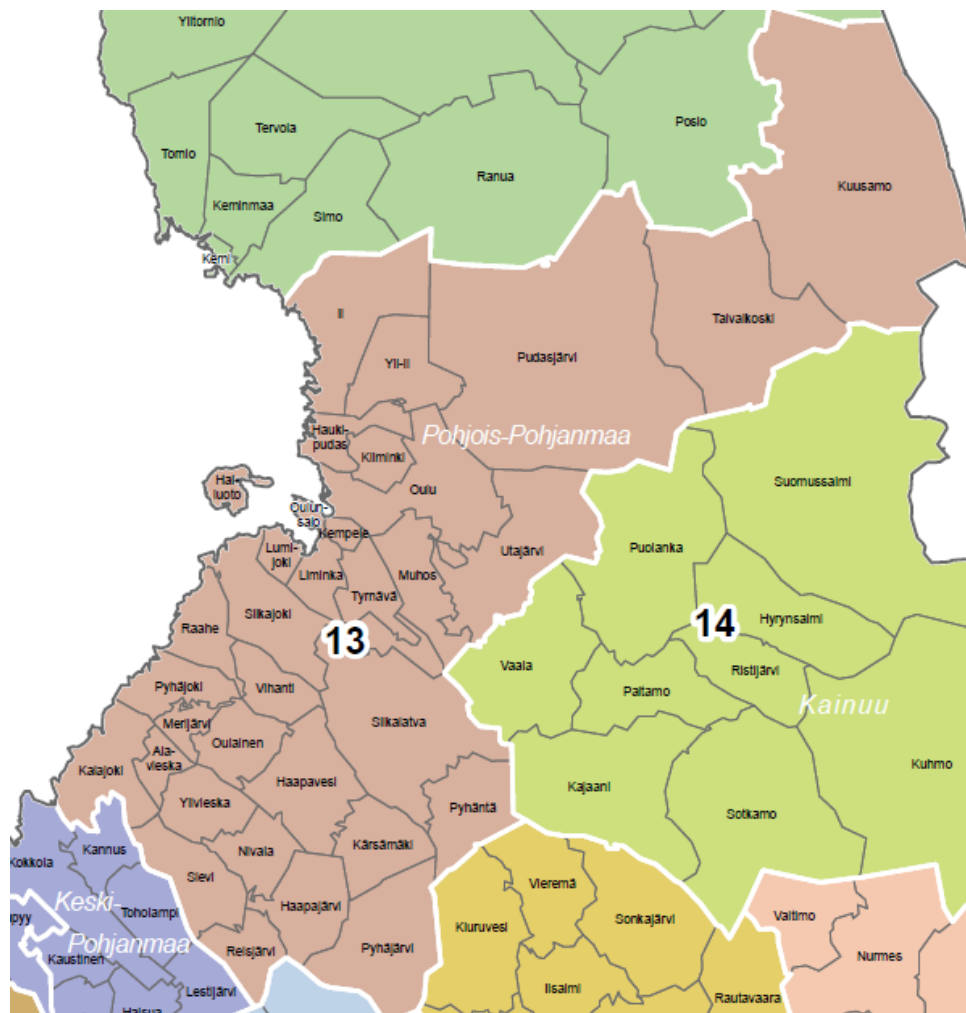 Ylitornio
Tervola
Posio
Tornio
Ranua
Kuusamo
Keminmaa
Simo
Kemi
Ii
Taivalkoski
Yli-Ii
Pudasjärvi
Hauki-
pudas
Pohjois-Pohjanmaa
Kiiminki
Hai-
luoto
Oulu
Suomussalmi
Oulun-
salo
Kempele
Utajärvi
Puolanka
Lumi-
joki
Liminka
Muhos
Tyrnävä
Siikajoki
Raahe
13
14
Hyrynsalmi
Vaala
Ristijärvi
Pyhäjoki
Vihanti
Paltamo
Kainuu
Merijärvi
Siikalatva
Oulainen
Ala-
vieska
Kalajoki
Haapavesi
Kuhmo
Kajaani
Ylivieska
Pyhäntä
Sotkamo
Kannus
Nivala
Kärsämäki
Kokkola
Sievi
Vieremä
Keski-
Pohjanmaa
Haapajärvi
Toholampi
Kiuruvesi
Sonkajärvi
Valtimo
Reisjärvi
Pyhäjärvi
Kaustinen
Nurmes
Lestijärvi
Iisalmi
Rautavaara
Halsua